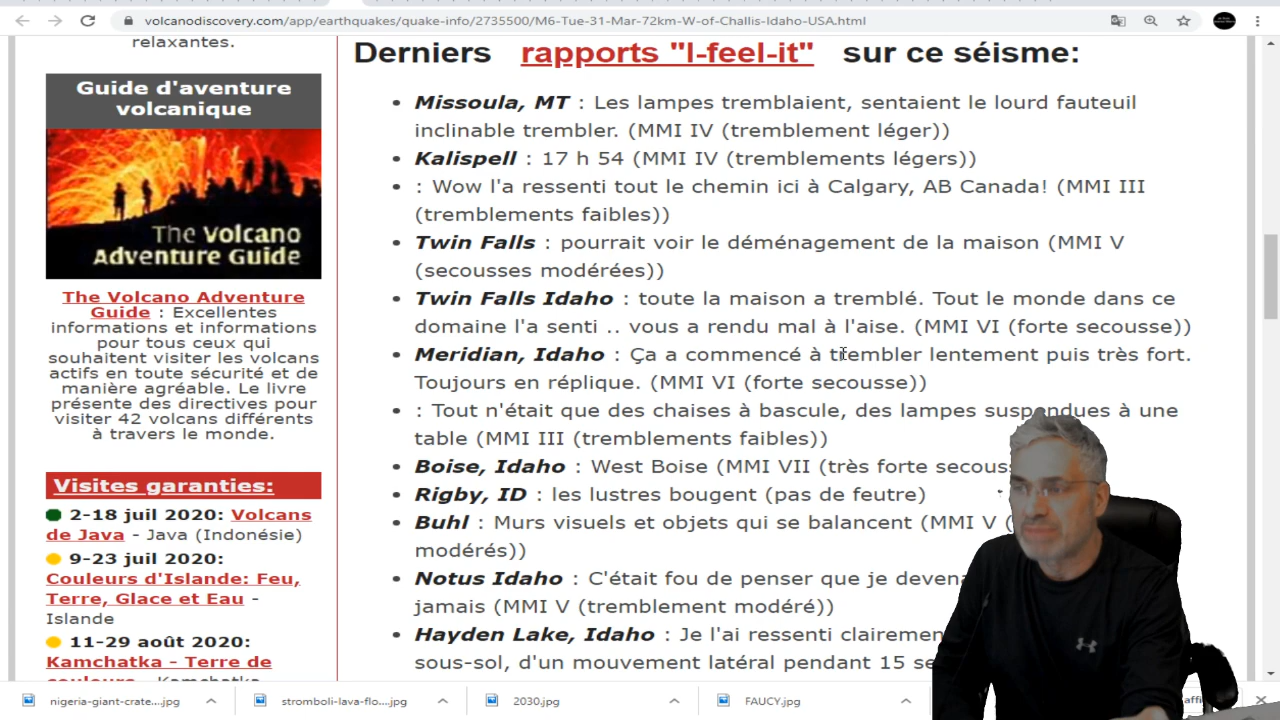 volcanodiscovery.com/app/earthquakes/quake-info/2735500/M6-Tue-31-Mar-72km-W-of-Challis-Idaho-USA.html
relaxantes.
Guide d'aventure
volcanique
The Volcano
Adventure Guide
The Volcano Adventure
Guide : Excellentes
informations et informations
pour tous ceux qui
souhaitent visiter les volcans
actifs en toute sécurité et de
manière agréable. Le livre
présente des directives pour
visiter 42 volcans différents
à travers le monde.
Visites garanties:
2-18 juil 2020: Volcans
de Java - Java (Indonésie)
9-23 juil 2020:
Couleurs d'Islande: Feu,
Terre, Glace et Eau -
Islande
11-29 août 2020:
Kamchatka - Terre de
Derniers rapports "I-feel-it" sur ce séisme:
Missoula, MT : Les lampes tremblaient, sentaient le lourd fauteuil
inclinable trembler. (MMI IV (tremblement léger))
Kalispell : 17 h 54 (MMI IV (tremblements légers))
: Wow l'a ressenti tout le chemin ici à Calgary, AB Canada! (MMI III
(tremblements faibles))
Twin Falls : pourrait voir le déménagement de la maison (MMI V
(secousses modérées))
Twin Falls Idaho : toute la maison a tremblé. Tout le monde dans ce
domaine l'a senti .. vous a rendu mal à l'aise. (MMI VI (forte secousse))
Meridian, Idaho : Ça a commencé à trembler lentement puis très fort.
Toujours en réplique. (MMI VI (forte secousse))
: Tout n'était que des chaises à bascule, des lampes suspendues à une
table (MMI III (tremblements faibles))
Boise, Idaho : West Boise (MMI VII (très forte secous
Rigby, ID : les lustres bougent (pas de feutre)
Buhl : Murs visuels et objets qui se balancent (MMI V (
modérés))
Notus Idaho : C'était fou de penser que je devena
jamais (MMI V (tremblement modéré))
Hayden Lake, Idaho : Je l'ai ressenti clairemen
sous-sol, d'un mouvement latéral pendant 15 se
nigeria-giant-crate....jpg
stromboli-lava-flo....jpg
2030.jpg
FAUCY.jpg